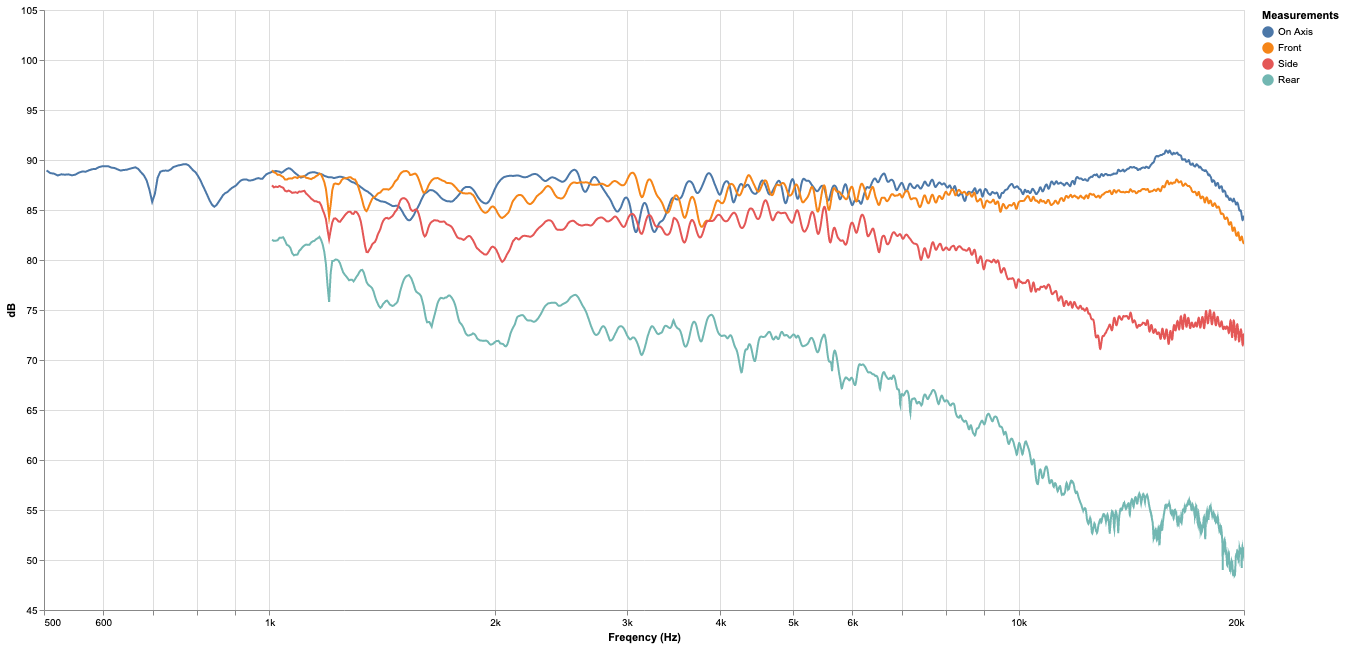 105
100
95
90
85
80
75
70
65
60
55
50
45
dB
500
600
1k
2k
3k
4k
5k
6k
10k
20k
Freqency (Hz)
Measurements
On Axis
Front
Side
Rear